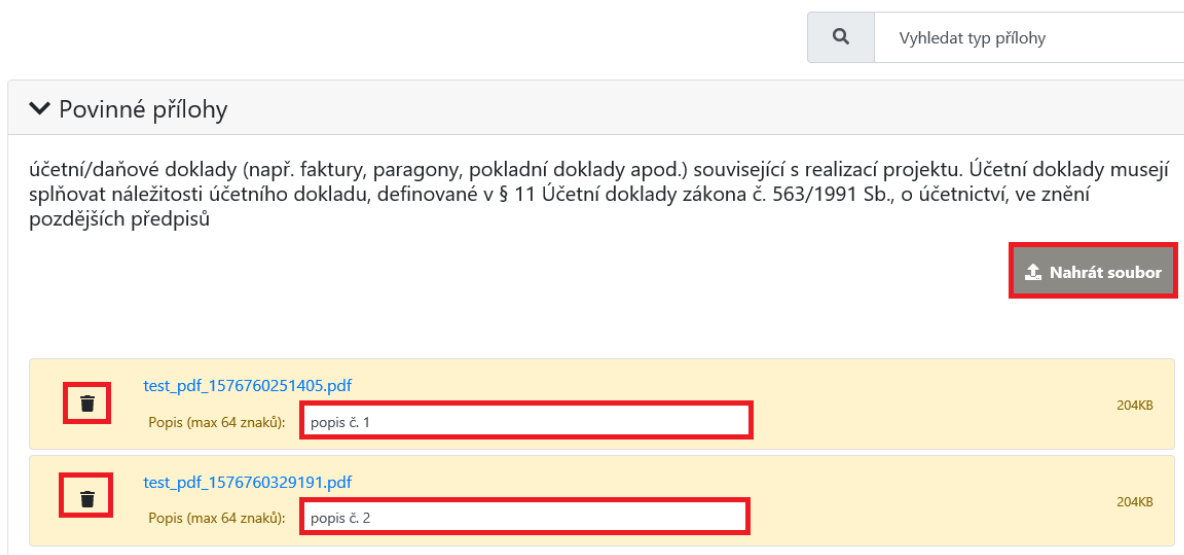 Vyhledat typ přílohy
Povinné přílohy
účetní/daňové doklady (např. faktury, paragony, pokladní doklady apod.) související s realizací projektu. Účetní doklady musejí
splňovat náležitosti účetního dokladu, definované v § 11 Účetní doklady zákona č. 563/1991 Sb., o účetnictví, ve znění
pozdějších předpisů
Nahrát soubor
test_pdf_1576760251405.pdf
204KB
Popis (max 64 znaků): popis č. 1
test_pdf_1576760329191.pdf
204KB
Popis (max 64 znaků): popis č. 2